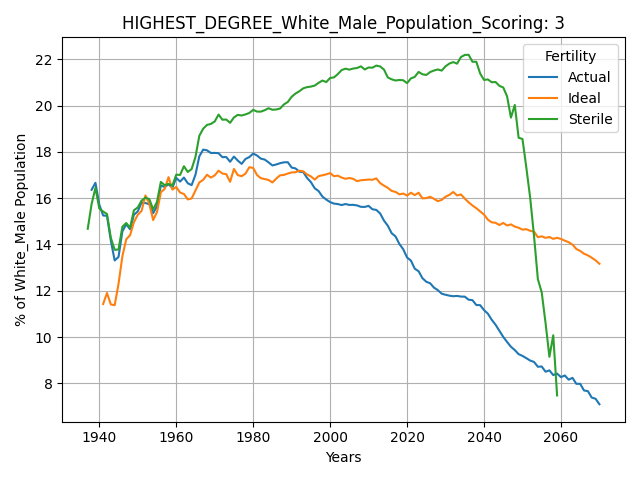 HIGHEST_DEGREE_White_Male_Population_Scoring: 3
% of White_Male Population
22
20
18
16
14
12
10
8
Fertility
Actual
Ideal
Sterile
1940 1960 1980 2000 2020 2040 2060
Years